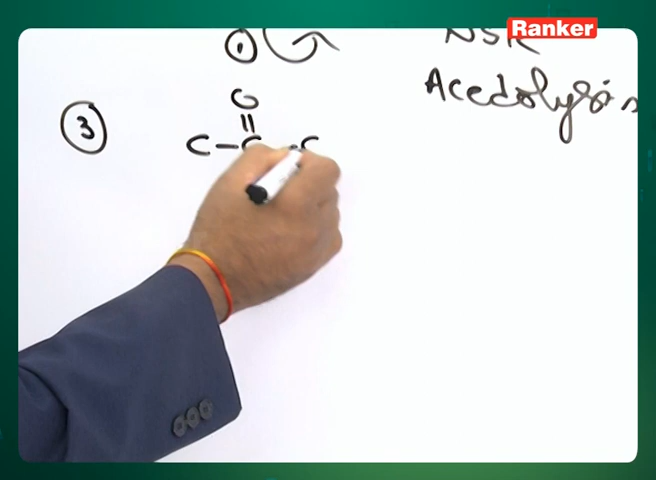 Ranker
NSR
Acedolysis
①
③
O
||
C-C-C